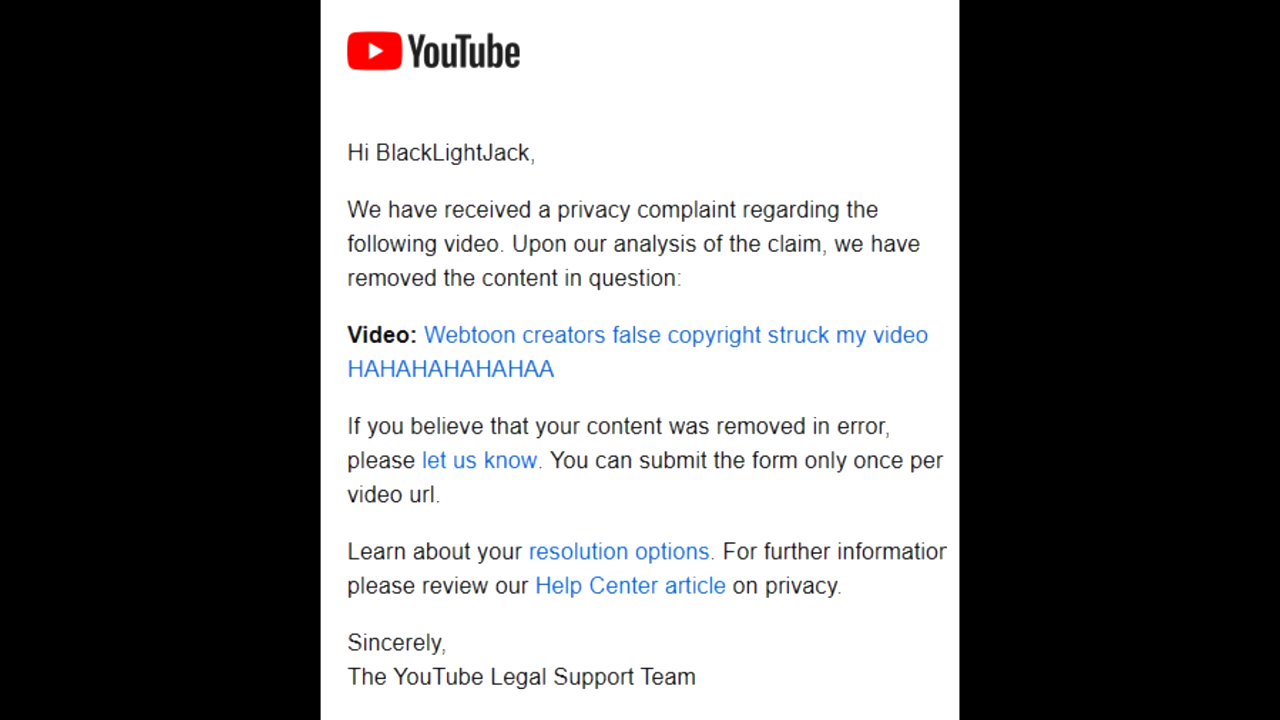 YouTube
Hi BlackLightJack,
We have received a privacy complaint regarding the
following video. Upon our analysis of the claim, we have
removed the content in question:
Video: Webtoon creators false copyright struck my video
HAHAHAHAHAHAA
If you believe that your content was removed in error,
please let us know. You can submit the form only once per
video url.
Learn about your resolution options. For further information
please review our Help Center article on privacy.
Sincerely,
The YouTube Legal Support Team